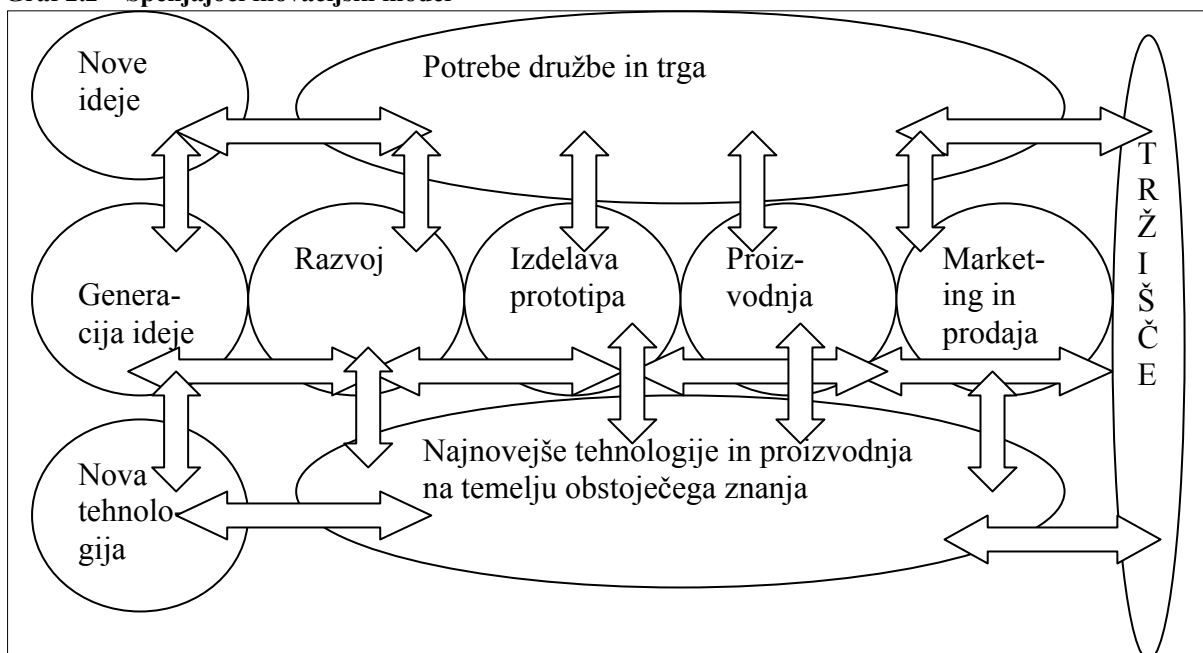 Nove
ideje
Potrebe družbe in trga
T
R
Ž
I
Š
Č
E
Genera-
cija ideje
Razvoj
Izdelava
prototipa
Proiz-
vodnja
Market-
ing in
prodaja
Nova
tehnolo-
gija
Najnovejše tehnologije in proizvodnja
na temelju obstoječega znanja